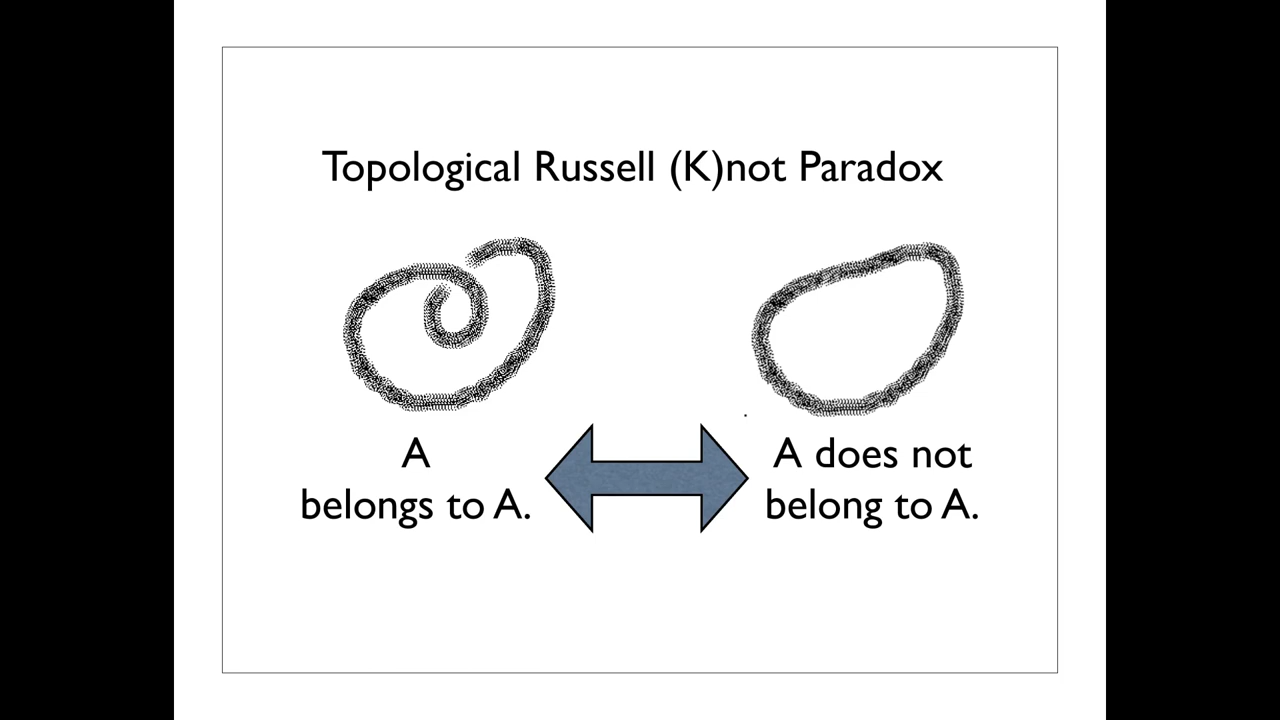 Topological Russell (K)not Paradox
A
belongs to A.
A does not
belong to A.